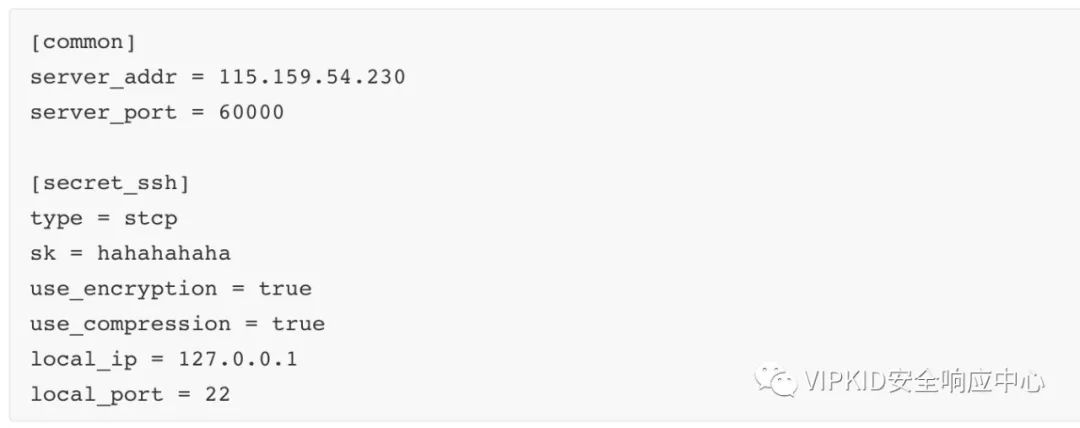 [common]
server_addr = 115.159.54.230
server_port = 60000
[secret_ssh]
type = stcp
sk = hahahahaha
use_encryption = true
use_compression = true
local_ip = 127.0.0.1
local_port = 22
VIPKID安全响应中心